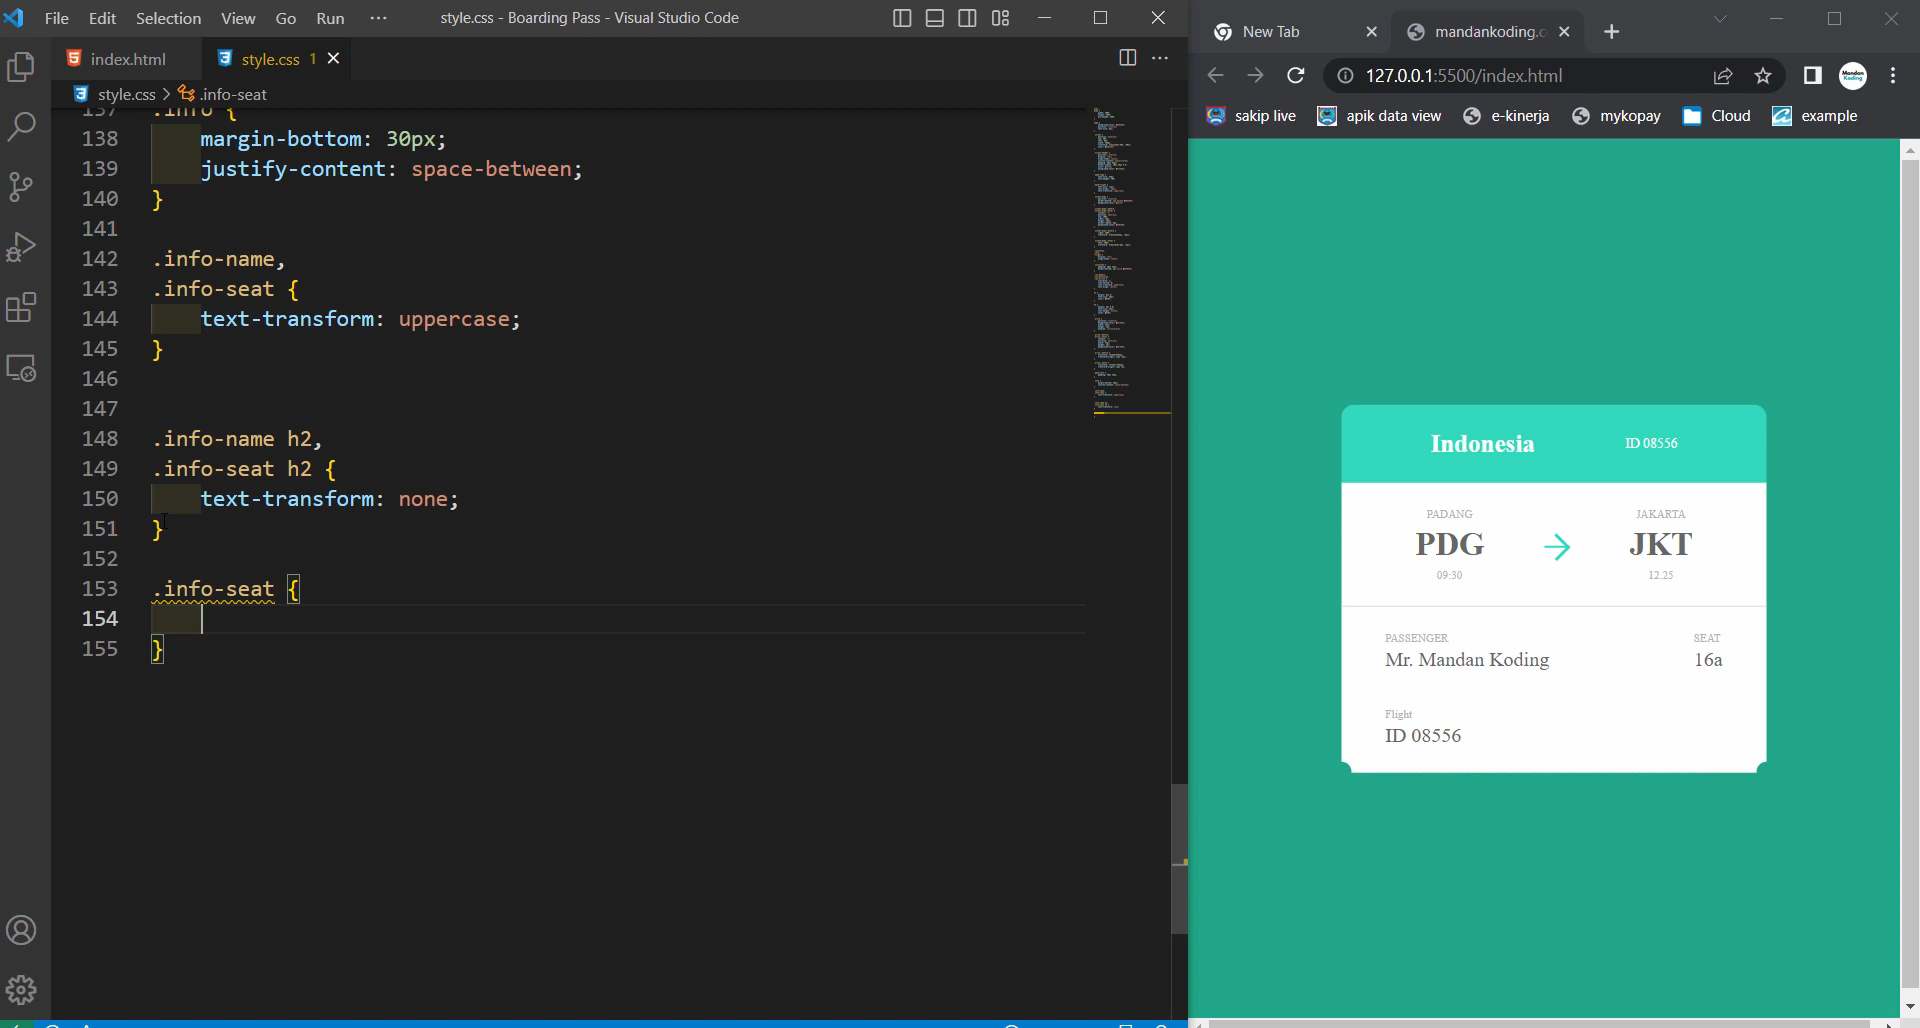 File Edit Selection View Go Run ··· style.css - Boarding Pass - Visual Studio Code
index.html style.css 1
style.css > .info-seat
137 .info {
138 margin-bottom: 30px;
139 justify-content: space-between;
140 }
141
142 .info-name,
143 .info-seat {
144 text-transform: uppercase;
145 }
146
147
148 .info-name h2,
149 .info-seat h2 {
150 text-transform: none;
151 }
152
153 .info-seat {
154
155 }
New Tab mandankoding.c
127.0.0.1:5500/index.html
Mandan
Koding
sakip live apik data view e-kinerja mykopay Cloud example
Indonesia ID 08556
PADANG JAKARTA
PDG JKT
09:30 12.25
PASSENGER SEAT
Mr. Mandan Koding 16a
Flight
ID 08556